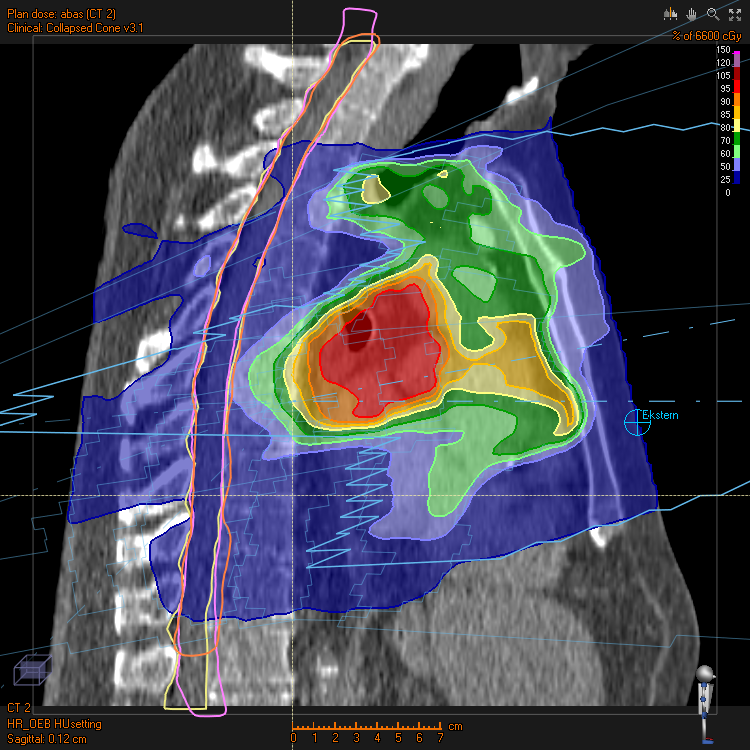 Plan dose: abas (CT 2)
Clinical: Collapsed Cone v3.1
% of 6600 cGy
150
120
105
95
90
85
80
70
60
50
25
0
Ekstern
CT 2
HR_OEB HUsetting
Sagittal: 0.12 cm
0 1 2 3 4 5 6 7 cm